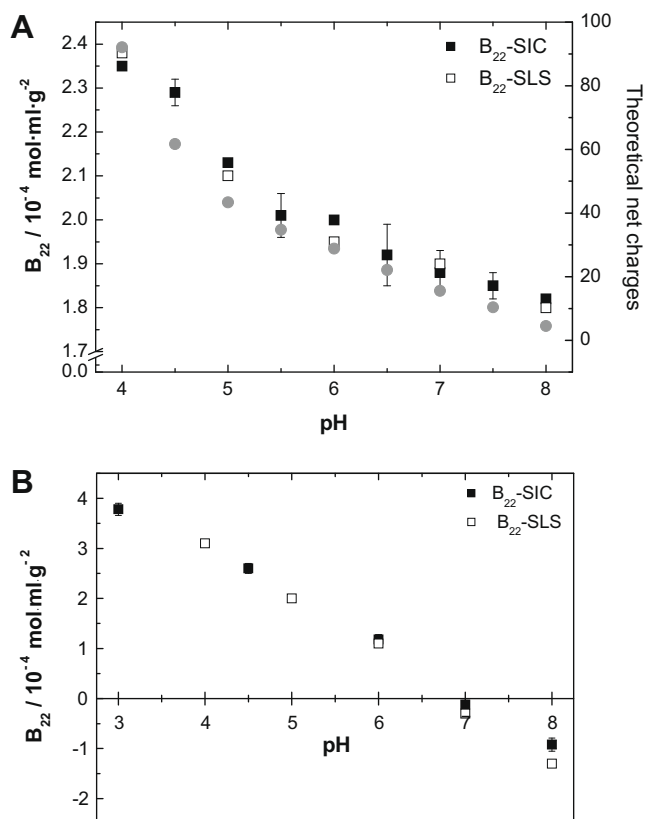 A
B₂₂-SIC
B₂₂-SLS
B₂₂ / 10⁻⁴ mol·ml·g⁻²
2.4
2.3
2.2
2.1
2.0
1.9
1.8
1.7
0.0
100
80
60
40
20
0
Theoretical net charges
4 5 6 7 8
pH
B
B₂₂-SIC
B₂₂-SLS
B₂₂ / 10⁻⁴ mol.ml.g⁻²
4
3
2
1
0
-1
-2
3 4 5 6 7 8
pH